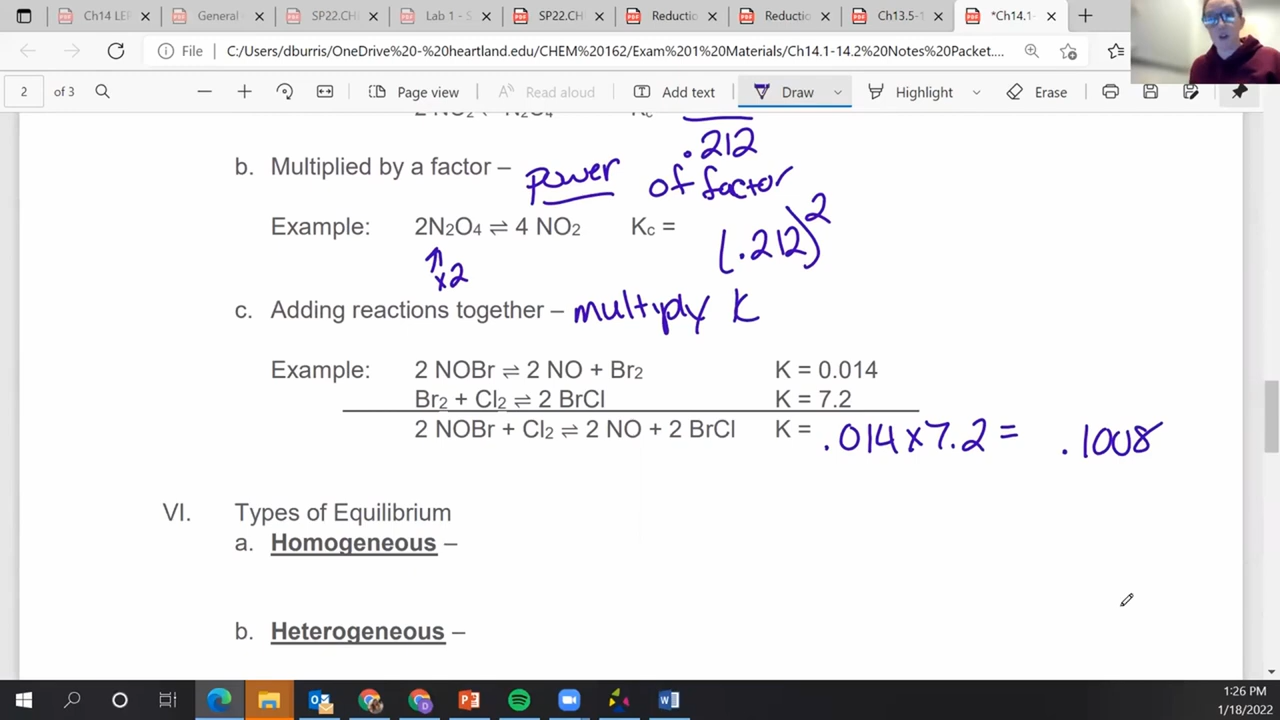 Ch14 LEF
General
SP22.CHA
Lab 1 - S
SP22.CH
Reductio
Reductio
Ch13.5-1
*Ch14.1-
File
C:/Users/dburris/OneDrive%20-%20heartland.edu/CHEM%20162/Exam%201%20Materials/Ch14.1-14.2%20Notes%20Packet....
2 of 3
Page view
Read aloud
Add text
Draw
Highlight
Erase
.212
b. Multiplied by a factor – power of factor
Example: 2N₂O₄ ⇌ 4 NO₂ Kc = (.212)²
↑
x2
c. Adding reactions together – multiply K
Example: 2 NOBr ⇌ 2 NO + Br₂ K = 0.014
Br₂ + Cl₂ ⇌ 2 BrCl K = 7.2
2 NOBr + Cl₂ ⇌ 2 NO + 2 BrCl K = .014x7.2 = .1008
VI. Types of Equilibrium
a. Homogeneous –
b. Heterogeneous –
1:26 PM
1/18/2022